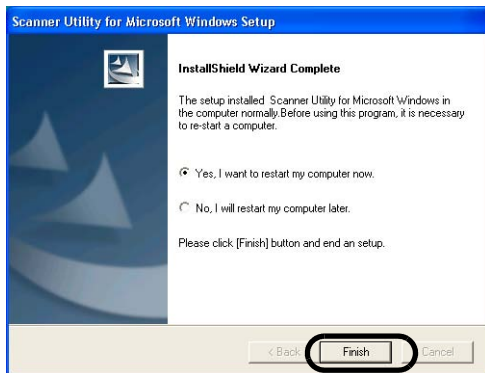 Scanner Utility for Microsoft Windows Setup
InstallShield Wizard Complete
The setup installed Scanner Utility for Microsoft Windows in
the computer normally.Before using this program, it is necessary
to re-start a computer.
Yes, I want to restart my computer now.
No, I will restart my computer later.
Please click [Finish] button and end an setup.
< Back
Finish
Cancel